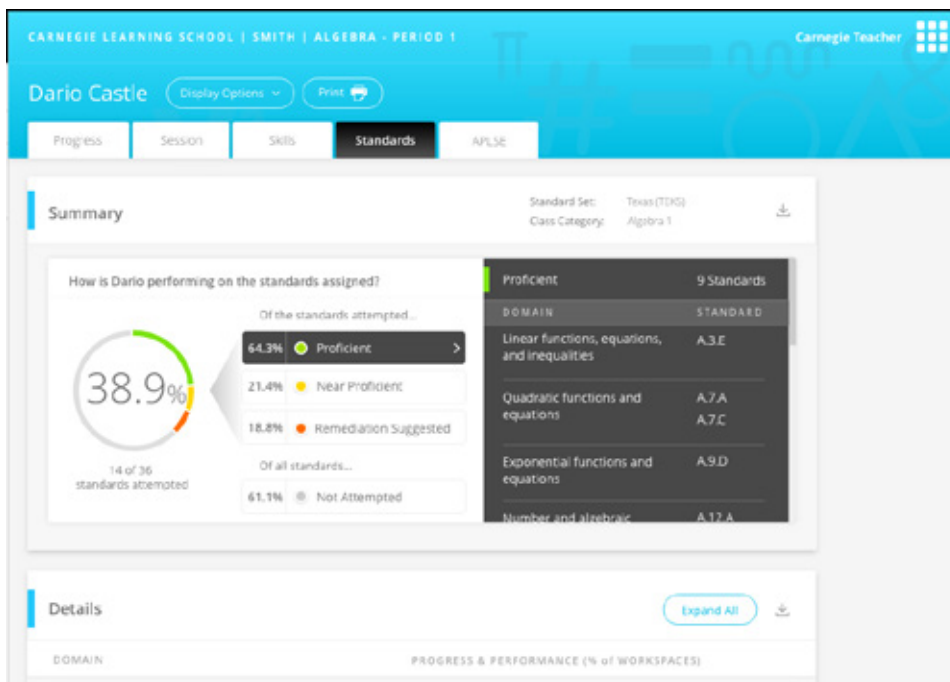 CARNEGIE LEARNING SCHOOL | SMITH | ALGEBRA - PERIOD 1
Carnegie Teacher
Dario Castle
Display Options
Print
Progress
Session
Skills
Standards
APLSE
Summary
Standard Set: Texas (TEKS)
Class Category: Algebra 1
How is Dario performing on the standards assigned?
38.9%
14 of 36
standards attempted
Of the standards attempted...
64.3% Proficient
21.4% Near Proficient
18.8% Remediation Suggested
Of all standards...
61.1% Not Attempted
Proficient 9 Standards
DOMAIN STANDARD
Linear functions, equations, A.3.E
and inequalities
Quadratic functions and A.7.A
equations A.7.C
Exponential functions and A.9.D
equations
Number and algebraic A.12.A
Details
Expand All
DOMAIN PROGRESS & PERFORMANCE (% of WORKSPACES)